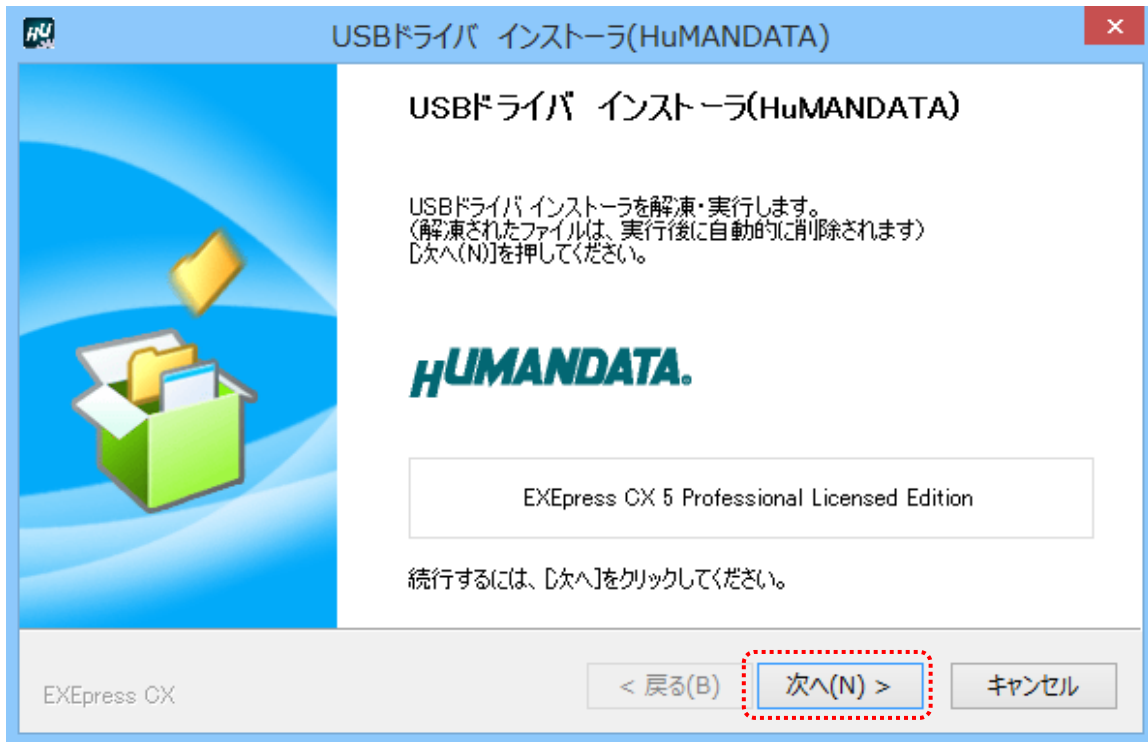 USBドライバ インストーラ(HuMANDATA)
USBドライバ インストーラ(HuMANDATA)
USBドライバ インストーラを解凍・実行します。
(解凍されたファイルは、実行後に自動的に削除されます)
[次へ(N)]を押してください。
HUMANDATA®
EXEpress CX 5 Professional Licensed Edition
続行するには、[次へ]をクリックしてください。
EXEpress CX
< 戻る(B)
次へ(N) >
キャンセル